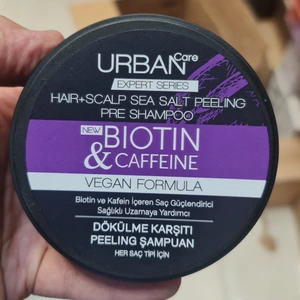 URBAN Care
EXPERT SERIES
HAIR+SCALP SEA SALT PEELING
PRE SHAMPOO
NEW BIOTIN
& CAFFEINE
VEGAN FORMULA
Biotin ve Kafein İçeren Saç Güçlendirici
Sağlıklı Uzamaya Yardımcı
DÖKÜLME KARŞITI
PEELING ŞAMPUAN
HER SAÇ TİPİ İÇİN